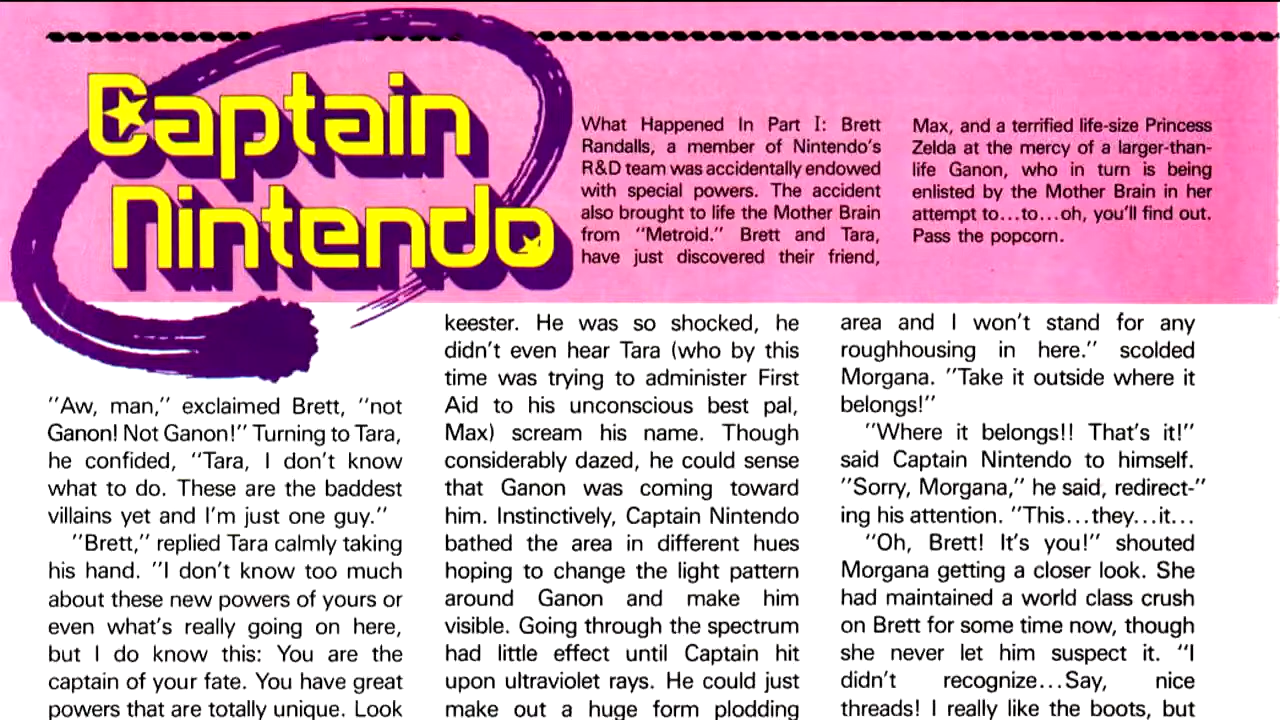 Captain
Nintendo
What Happened In Part I: Brett
Randalls, a member of Nintendo's
R&D team was accidentally endowed
with special powers. The accident
also brought to life the Mother Brain
from "Metroid." Brett and Tara,
have just discovered their friend,
Max, and a terrified life-size Princess
Zelda at the mercy of a larger-than-
life Ganon, who in turn is being
enlisted by the Mother Brain in her
attempt to...to...oh, you'll find out.
Pass the popcorn.
"Aw, man," exclaimed Brett, "not
Ganon! Not Ganon!" Turning to Tara,
he confided, "Tara, I don't know
what to do. These are the baddest
villains yet and I'm just one guy."
"Brett," replied Tara calmly taking
his hand. "I don't know too much
about these new powers of yours or
even what's really going on here,
but I do know this: You are the
captain of your fate. You have great
powers that are totally unique. Look
keester. He was so shocked, he
didn't even hear Tara (who by this
time was trying to administer First
Aid to his unconscious best pal,
Max) scream his name. Though
considerably dazed, he could sense
that Ganon was coming toward
him. Instinctively, Captain Nintendo
bathed the area in different hues
hoping to change the light pattern
around Ganon and make him
visible. Going through the spectrum
had little effect until Captain hit
upon ultraviolet rays. He could just
make out a huge form plodding
area and I won't stand for any
roughhousing in here." scolded
Morgana. "Take it outside where it
belongs!"
"Where it belongs!! That's it!"
said Captain Nintendo to himself.
"Sorry, Morgana," he said, redirect-"
ing his attention. "This...they...it...
"Oh, Brett! It's you!" shouted
Morgana getting a closer look. She
had maintained a world class crush
on Brett for some time now, though
she never let him suspect it. "I
didn't recognize...Say, nice
threads! I really like the boots, but